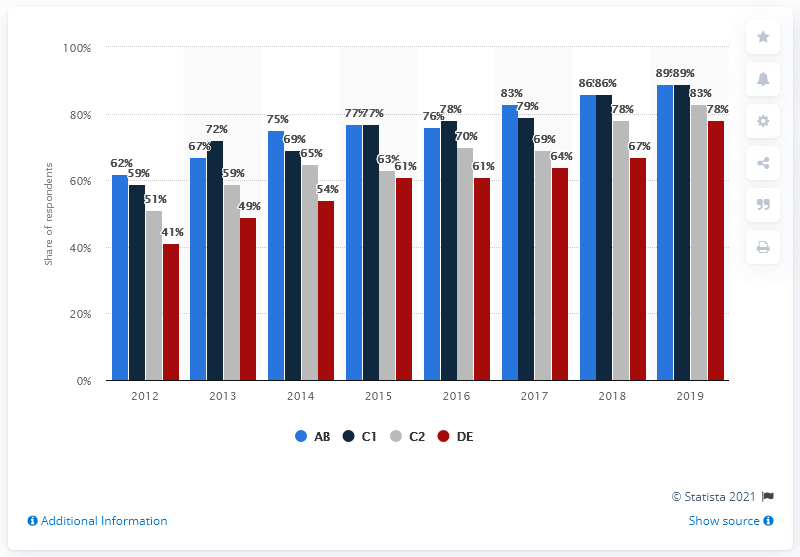 100%
80%
60%
40%
20%
0%
Share of respondents
62% 59% 51% 41%
67% 72% 59% 49%
75% 69% 65% 54%
77% 77% 63% 61%
76% 78% 70% 61%
83% 79% 69% 64%
86% 86% 78% 67%
89% 89% 83% 78%
2012 2013 2014 2015 2016 2017 2018 2019
AB C1 C2 DE
© Statista 2021
Additional Information
Show source